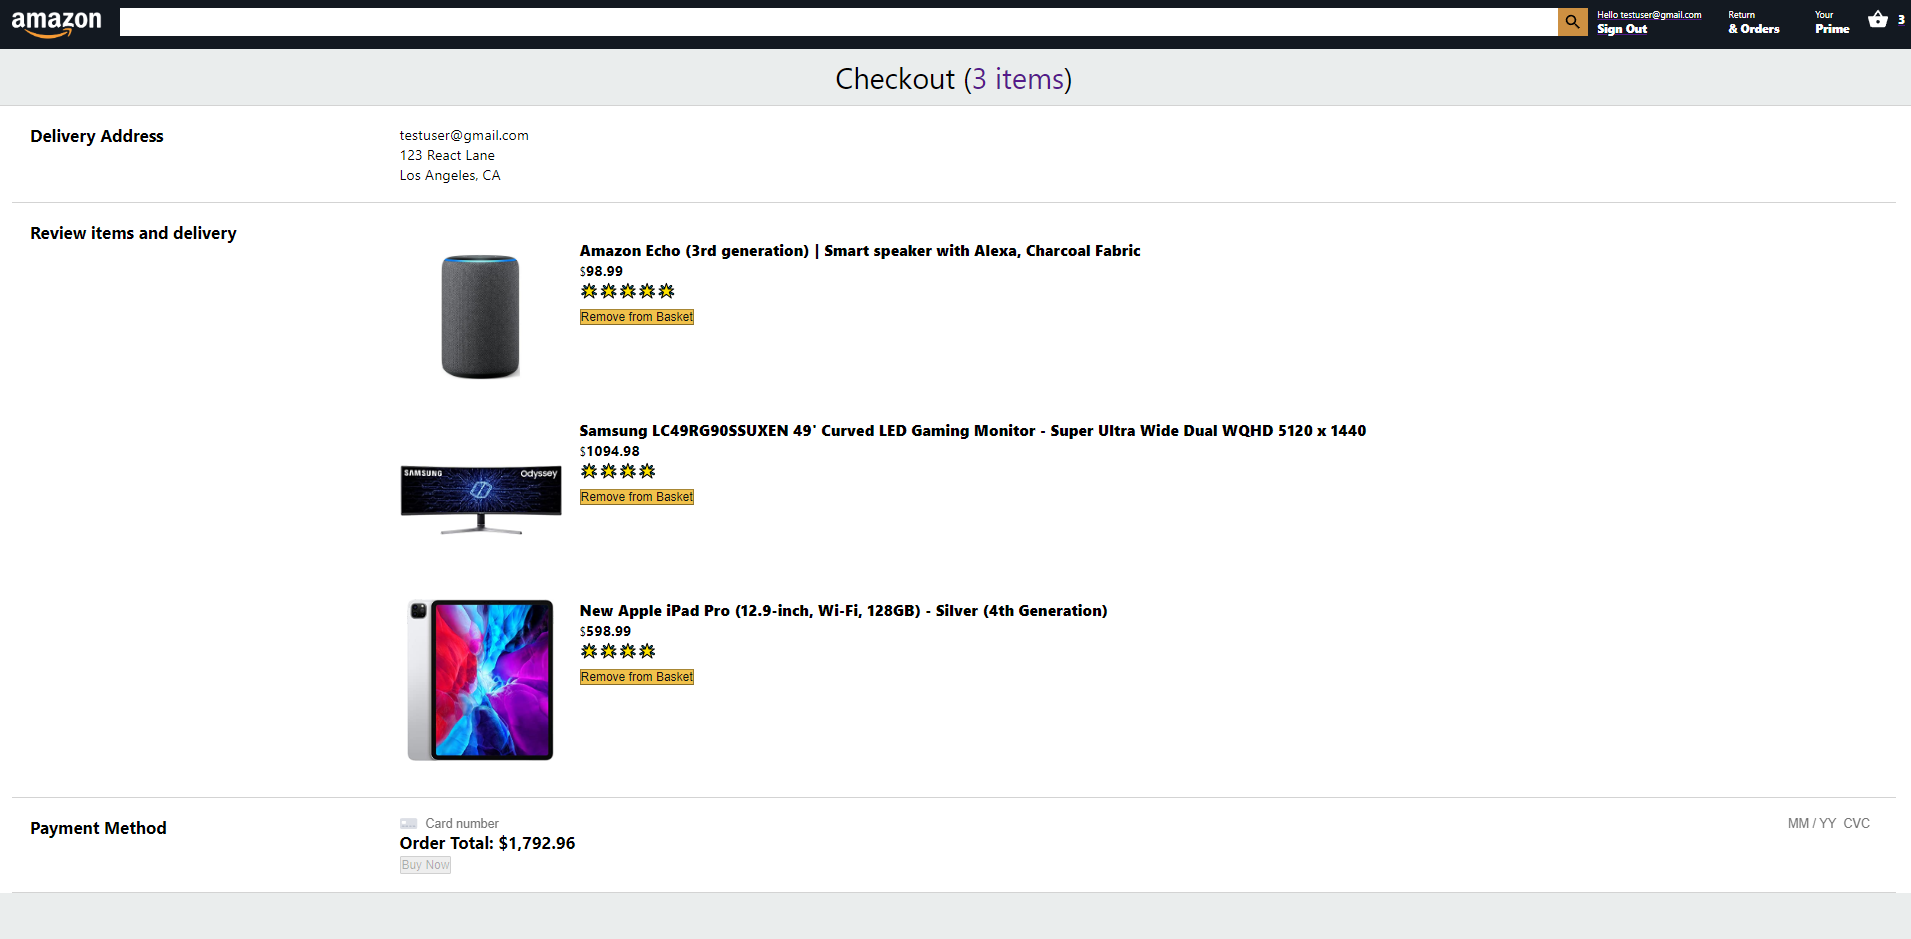 amazon
Hello testuser@gmail.com
Sign Out
Return
& Orders
Your
Prime
3
Checkout (3 items)
Delivery Address
testuser@gmail.com
123 React Lane
Los Angeles, CA
Review items and delivery
Amazon Echo (3rd generation) | Smart speaker with Alexa, Charcoal Fabric
$98.99
Remove from Basket
Samsung LC49RG90SSUXEN 49' Curved LED Gaming Monitor - Super Ultra Wide Dual WQHD 5120 x 1440
$1094.98
Remove from Basket
SAMSUNG Odyssey
New Apple iPad Pro (12.9-inch, Wi-Fi, 128GB) - Silver (4th Generation)
$598.99
Remove from Basket
Payment Method
Card number MM / YY CVC
Order Total: $1,792.96
Buy Now